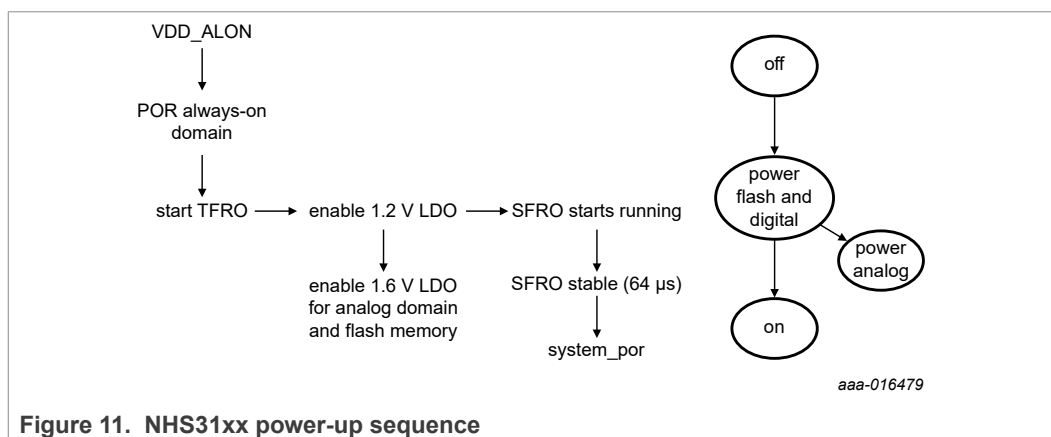 VDD_ALON
POR always-on
domain
start TFRO
enable 1.2 V LDO
SFRO starts running
enable 1.6 V LDO
for analog domain
and flash memory
SFRO stable (64 μs)
system_por
off
power
flash and
digital
power
analog
on
aaa-016479
Figure 11. NHS31xx power-up sequence